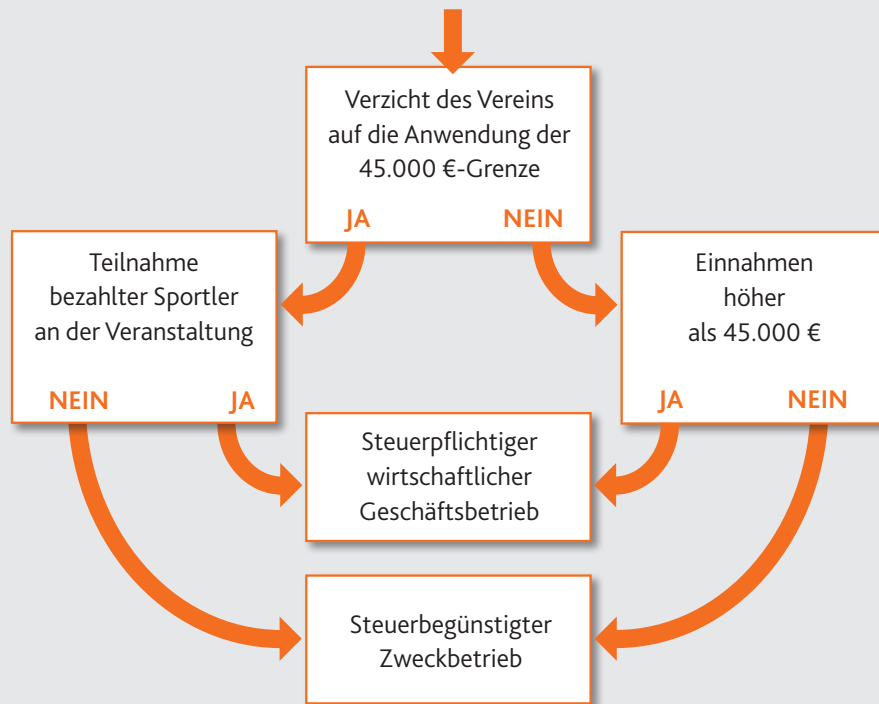 Verzicht des Vereins
auf die Anwendung der
45.000 €-Grenze
JA NEIN
Teilnahme
bezahlter Sportler
an der Veranstaltung
NEIN JA
Einnahmen
höher
als 45.000 €
JA NEIN
Steuerpflichtiger
wirtschaftlicher
Geschäftsbetrieb
Steuerbegünstigter
Zweckbetrieb